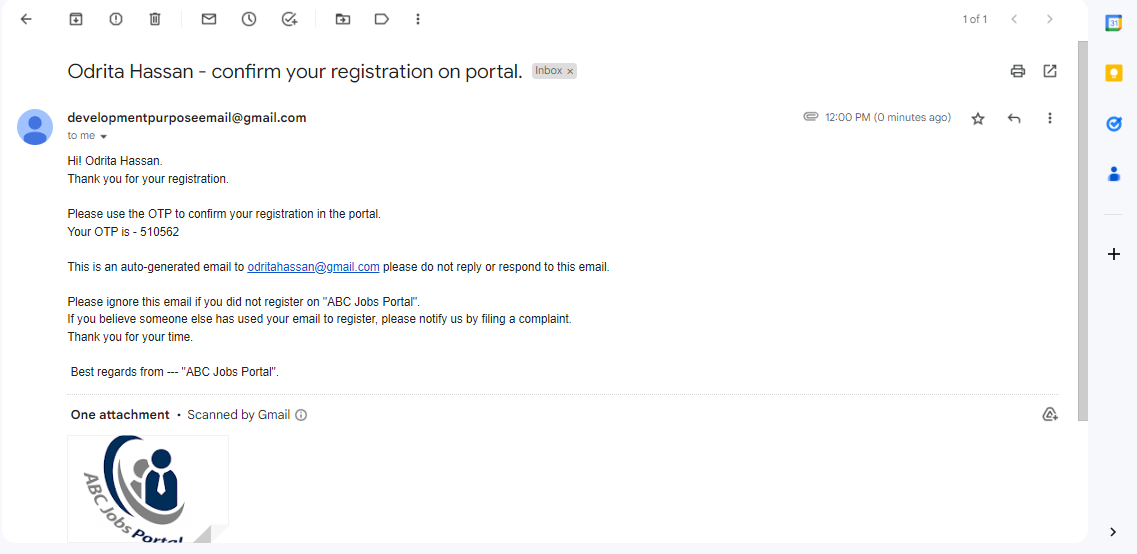 1 of 1
31
Odrita Hassan - confirm your registration on portal. Inbox ×
developmentpurposeemail@gmail.com 12:00 PM (0 minutes ago)
to me
Hi! Odrita Hassan.
Thank you for your registration.
Please use the OTP to confirm your registration in the portal.
Your OTP is - 510562
This is an auto-generated email to odritahassan@gmail.com please do not reply or respond to this email.
Please ignore this email if you did not register on "ABC Jobs Portal".
If you believe someone else has used your email to register, please notify us by filing a complaint.
Thank you for your time.
Best regards from --- "ABC Jobs Portal".
One attachment • Scanned by Gmail
ABC Jobs Portal